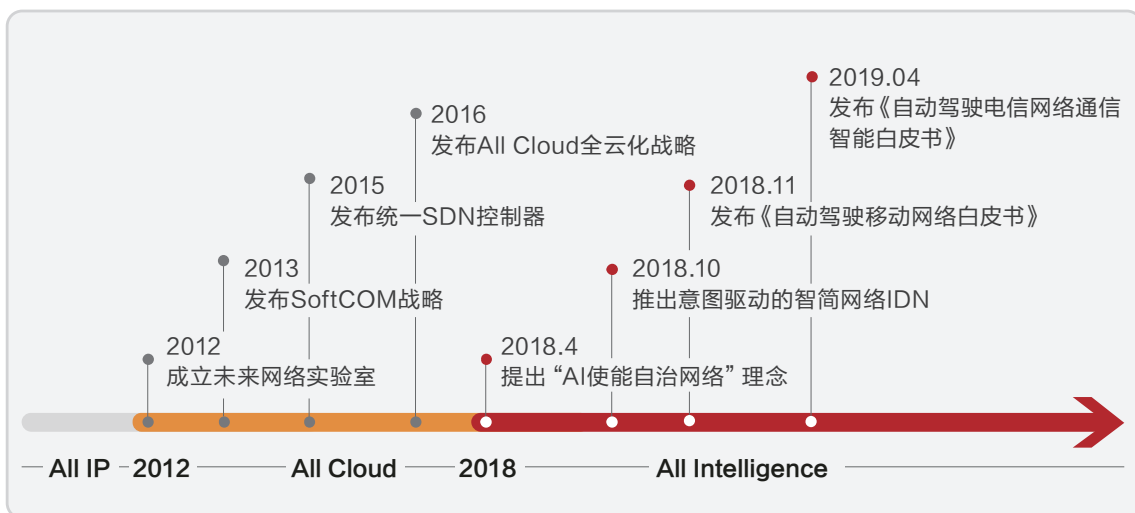 2019.04
发布《自动驾驶电信网络通信
智能白皮书》
2016
发布All Cloud全云化战略
2015
发布统一SDN控制器
2018.11
发布《自动驾驶移动网络白皮书》
2013
发布SoftCOM战略
2018.10
推出意图驱动的智简网络IDN
2012
成立未来网络实验室
2018.4
提出“AI使能自治网络”理念
All IP 2012 All Cloud 2018 All Intelligence